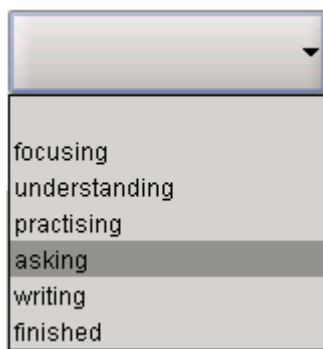 focusing
understanding
practising
asking
writing
finished